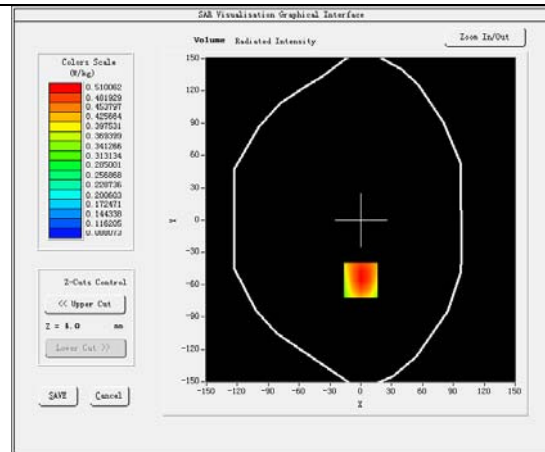 SAR Visualisation Graphical Interface
Volume Radiated Intensity
Zoom In/Out
Colors Scale
(W/kg)
0.510062
0.481929
0.453797
0.425664
0.397531
0.369399
0.341266
0.313134
0.285001
0.256868
0.228736
0.200603
0.172471
0.144338
0.116205
0.088073
Z-Cuts Control
<< Upper Cut
Z = 4.0 mm
Lower Cut >>
SAVE Cancel
150
120
90
60
30
0
-30
-60
-90
-120
-150
Y
-150 -120 -90 -60 -30 0 30 60 90 120 150
X